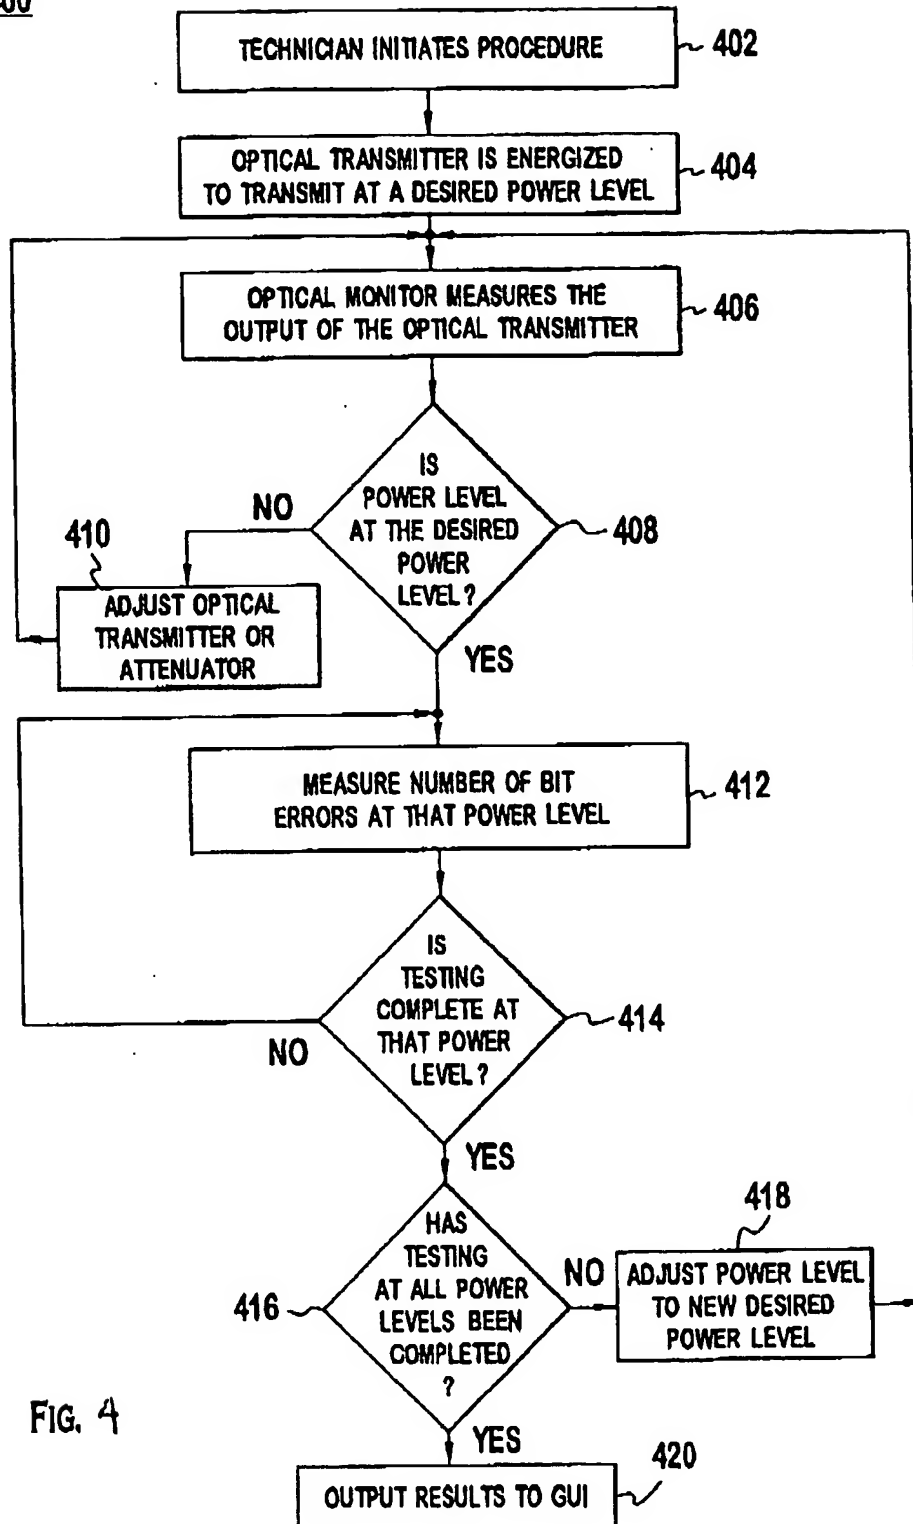 TECHNICIAN INITIATES PROCEDURE
402
OPTICAL TRANSMITTER IS ENERGIZED
TO TRANSMIT AT A DESIRED POWER LEVEL
404
OPTICAL MONITOR MEASURES THE
OUTPUT OF THE OPTICAL TRANSMITTER
406
IS
POWER LEVEL
AT THE DESIRED
POWER
LEVEL?
408
NO
410
ADJUST OPTICAL
TRANSMITTER OR
ATTENUATOR
YES
MEASURE NUMBER OF BIT
ERRORS AT THAT POWER LEVEL
412
IS
TESTING
COMPLETE AT
THAT POWER
LEVEL?
414
NO
YES
HAS
TESTING
AT ALL POWER
LEVELS BEEN
COMPLETED
?
416
NO
418
ADJUST POWER LEVEL
TO NEW DESIRED
POWER LEVEL
FIG. 4
YES
420
OUTPUT RESULTS TO GUI